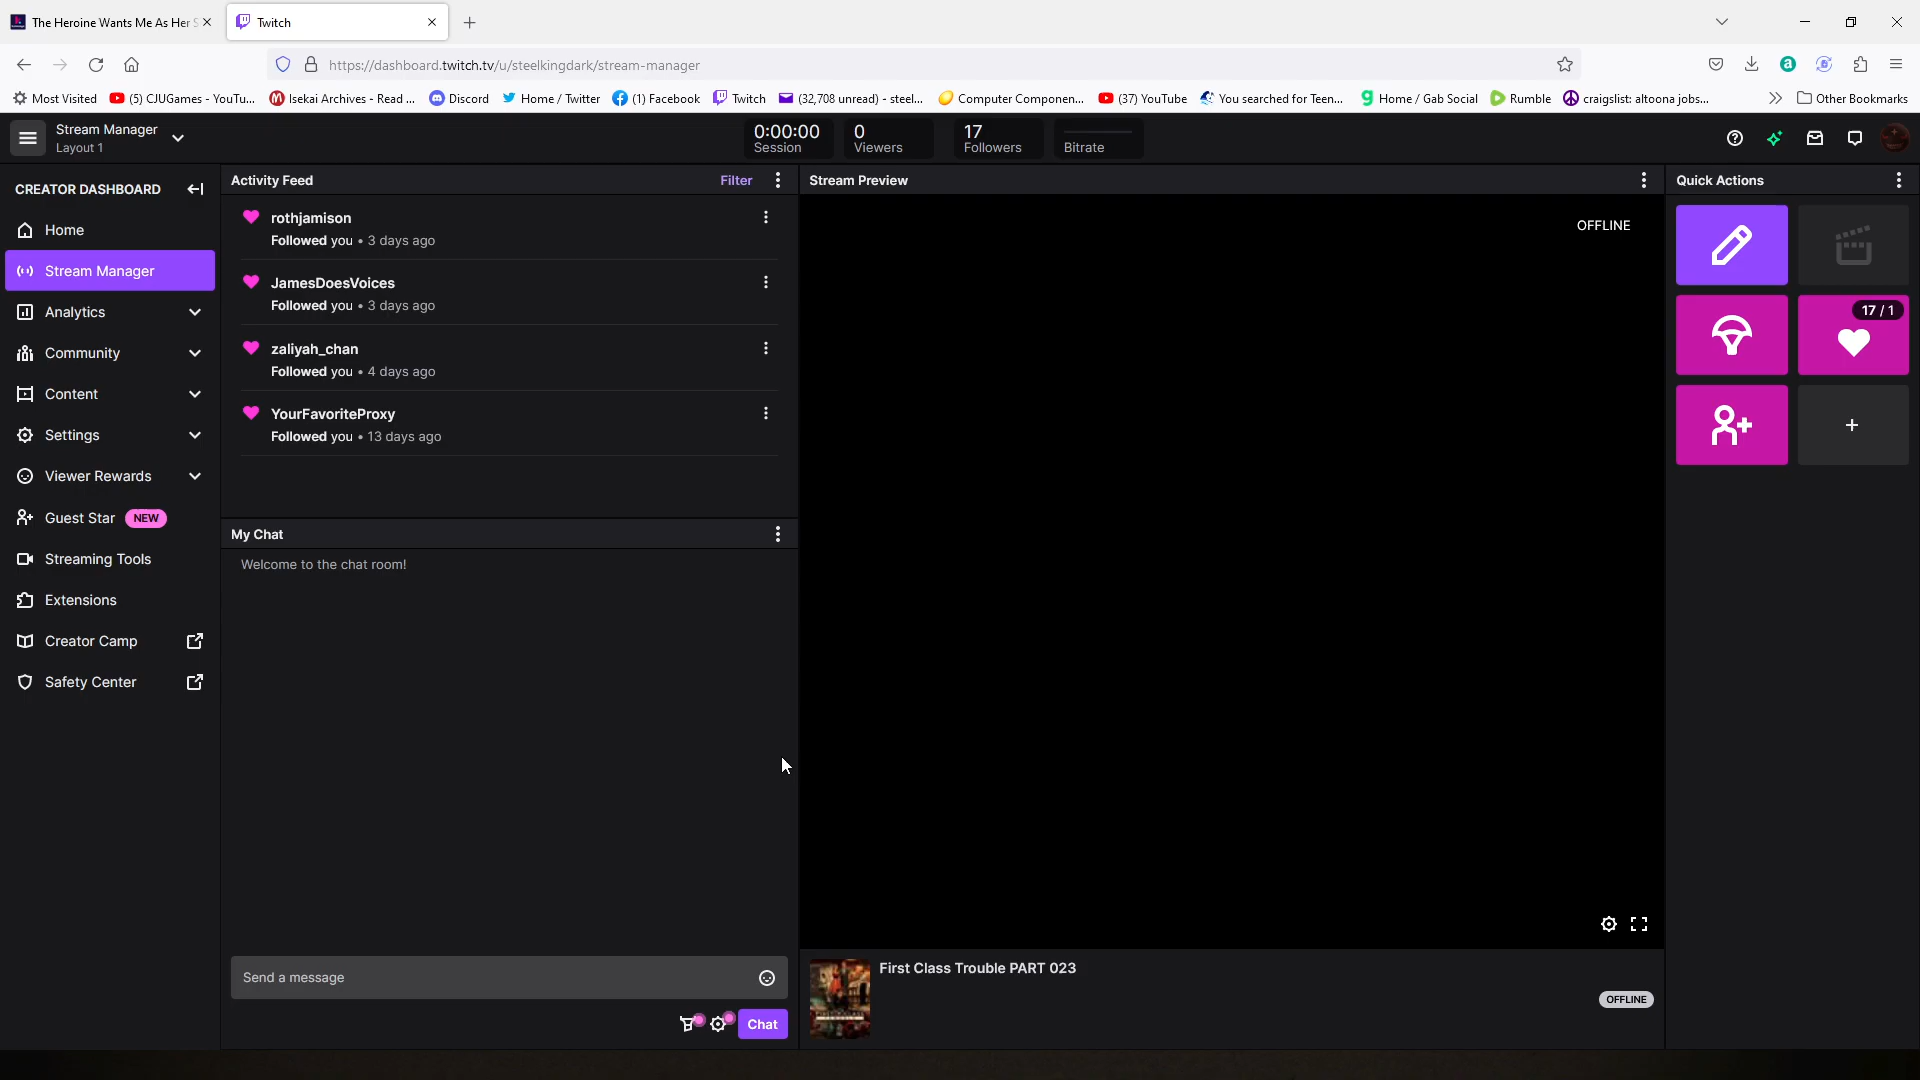 The Heroine Wants Me As Her S
Twitch
https://dashboard.twitch.tv/u/steelkingdark/stream-manager
Most Visited
(5) CJUGames - YouTu...
Isekai Archives - Read ...
Discord
Home / Twitter
(1) Facebook
Twitch
(32,708 unread) - steel...
Computer Componen...
(37) YouTube
You searched for Teen...
Home / Gab Social
Rumble
craigslist: altoona jobs...
Other Bookmarks
Stream Manager
Layout 1
0:00:00
Session
0
Viewers
17
Followers
Bitrate
CREATOR DASHBOARD
Home
Stream Manager
Analytics
Community
Content
Settings
Viewer Rewards
Guest Star NEW
Streaming Tools
Extensions
Creator Camp
Safety Center
Activity Feed
Filter
rothjamison
Followed you • 3 days ago
JamesDoesVoices
Followed you • 3 days ago
zaliyah_chan
Followed you • 4 days ago
YourFavoriteProxy
Followed you • 13 days ago
My Chat
Welcome to the chat room!
Send a message
Chat
Stream Preview
OFFLINE
First Class Trouble PART 023
OFFLINE
Quick Actions
17 / 1